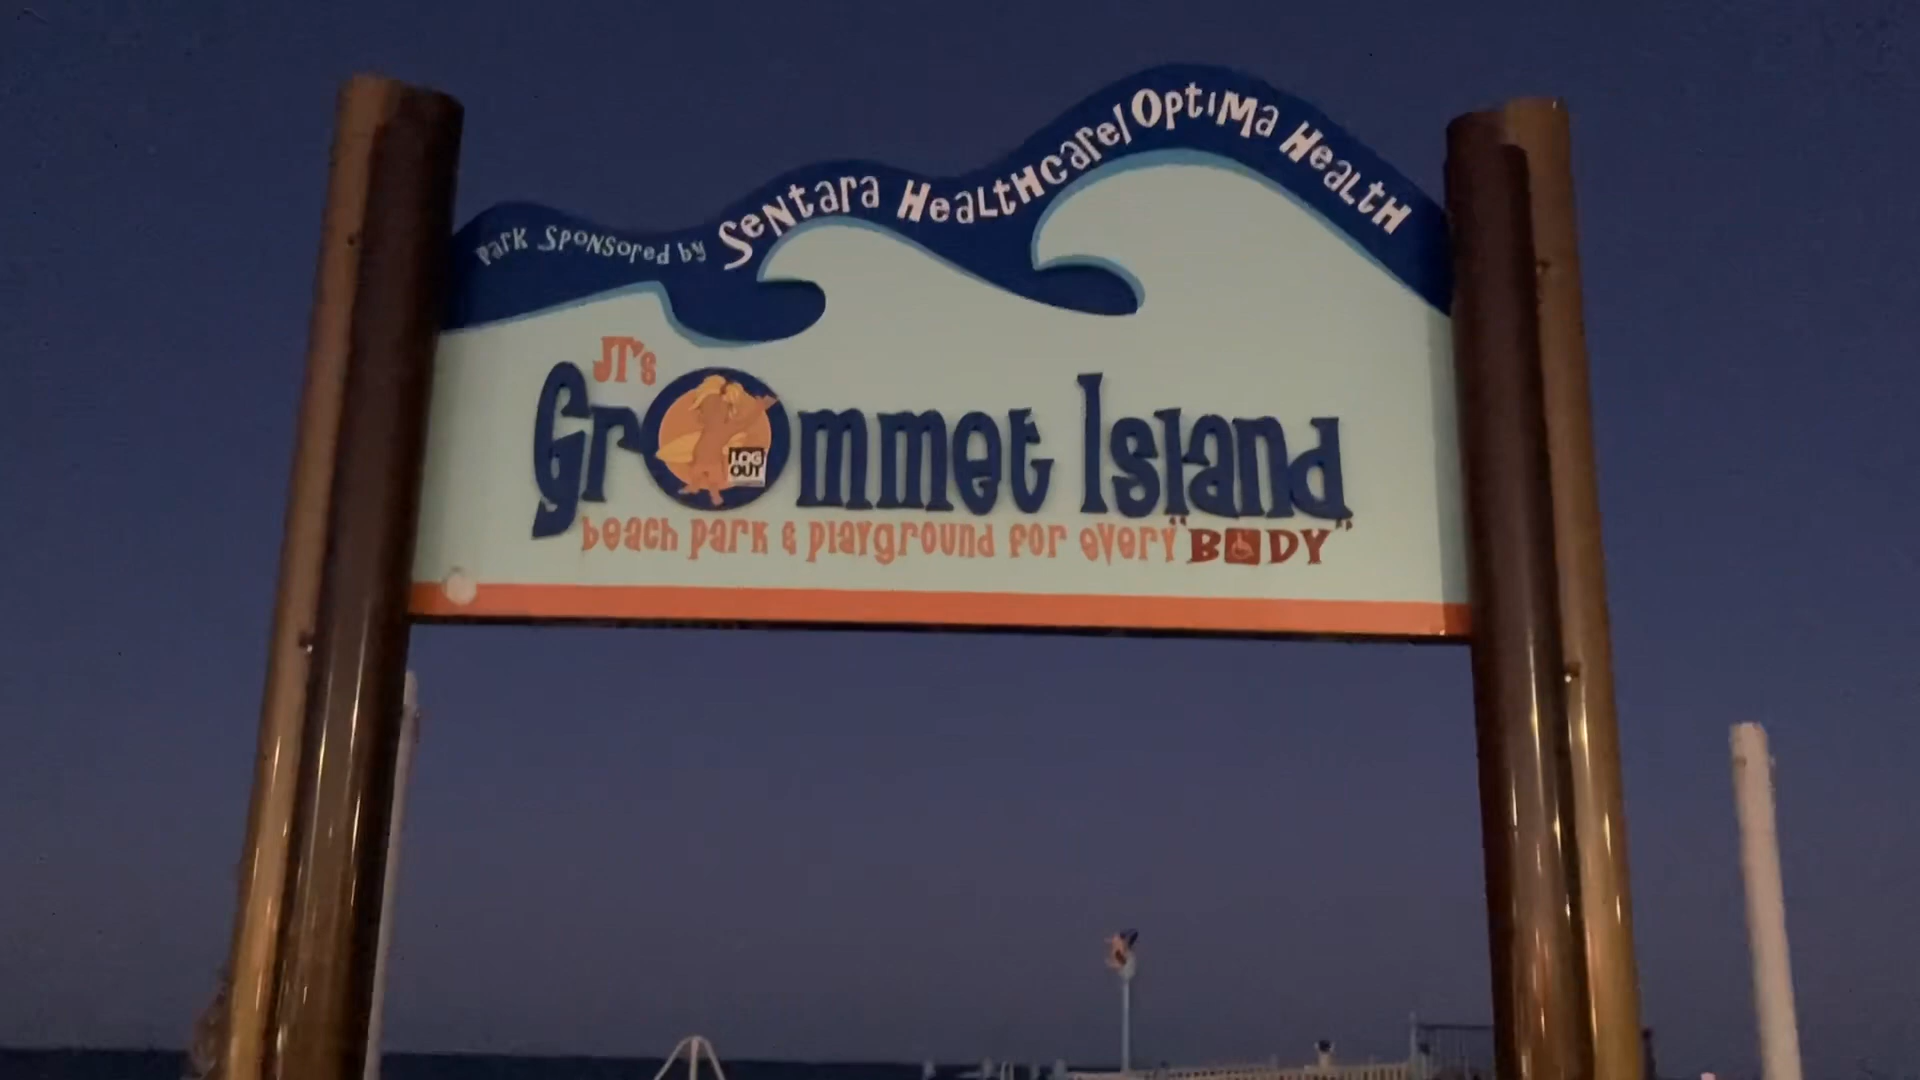 Park Sponsored by Sentara Healthcare/Optima Health
JT's
Grommet Island
LOG
OUT
beach park & playground for every "BODY"